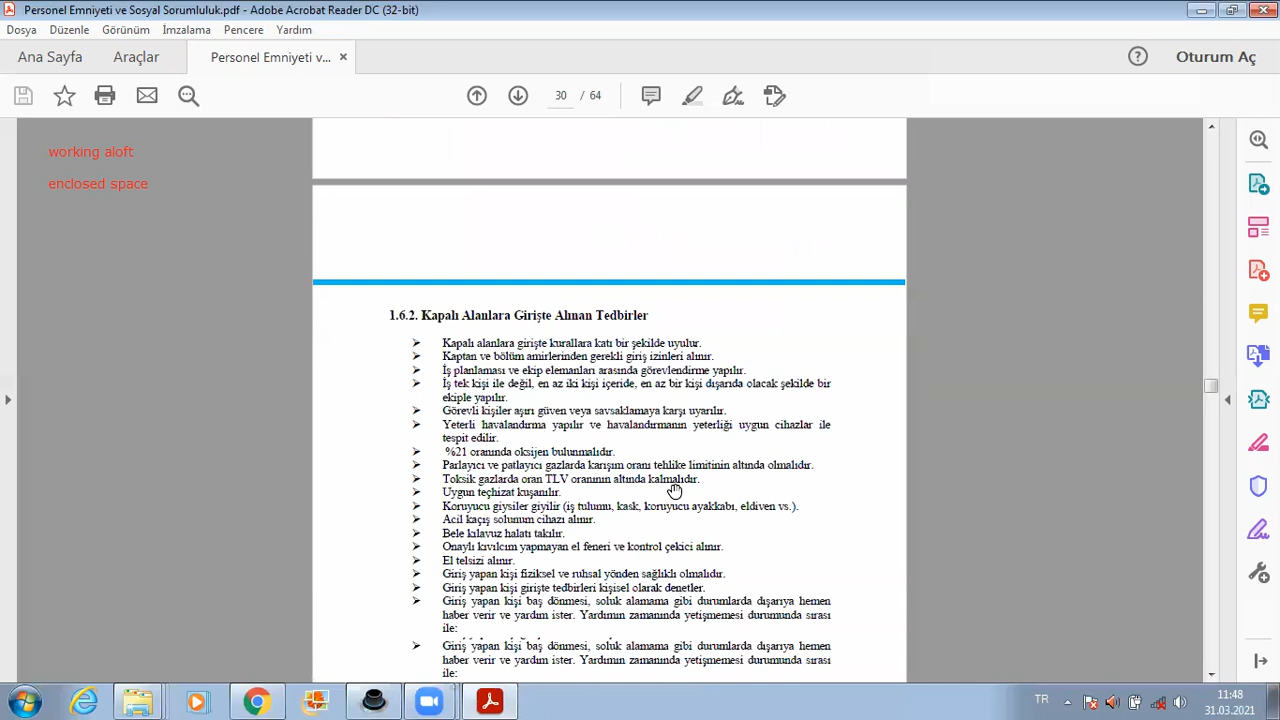 Personel Emniyeti ve Sosyal Sorumluluk.pdf - Adobe Acrobat Reader DC (32-bit)
Dosya Düzenle Görünüm İmzalama Pencere Yardım
Ana Sayfa Araçlar Personel Emniyeti v... × Oturum Aç
30 / 64
working aloft
enclosed space
1.6.2. Kapalı Alanlara Girişte Alınan Tedbirler
Kapalı alanlara girişte kurallara katı bir şekilde uyulur.
Kaptan ve bölüm amirlerinden gerekli giriş izinleri alınır.
İş planlaması ve ekip elemanları arasında görevlendirme yapılır.
İş tek kişi ile değil, en az iki kişi içeride, en az bir kişi dışarıda olacak şekilde bir
ekiple yapılır.
Görevli kişiler aşırı güven veya savsaklamaya karşı uyarılır.
Yeterli havalandırma yapılır ve havalandırmanın yeterliği uygun cihazlar ile
tespit edilir.
%21 oranında oksijen bulunmalıdır.
Parlayıcı ve patlayıcı gazlarda karışım oranı tehlike limitinin altında olmalıdır.
Toksik gazlarda oran TLV oranının altında kalmalıdır.
Uygun teçhizat kuşanılır.
Koruyucu giysiler giyilir (iş tulumu, kask, koruyucu ayakkabı, eldiven vs.).
Acil kaçış solunum cihazı alınır.
Bele kılavuz halatı takılır.
Onaylı kıvılcım yapmayan el feneri ve kontrol çekici alınır.
El telsizi alınır.
Giriş yapan kişi fiziksel ve ruhsal yönden sağlıklı olmalıdır.
Giriş yapan kişi girişte tedbirleri kişisel olarak denetler.
Giriş yapan kişi baş dönmesi, soluk alamama gibi durumlarda dışarıya hemen
haber verir ve yardım ister. Yardımın zamanında yetişmemesi durumunda sırası
ile:
Giriş yapan kişi baş dönmesi, soluk alamama gibi durumlarda dışarıya hemen
haber verir ve yardım ister. Yardımın zamanında yetişmemesi durumunda sırası
ile:
TR
11:48
31.03.2021